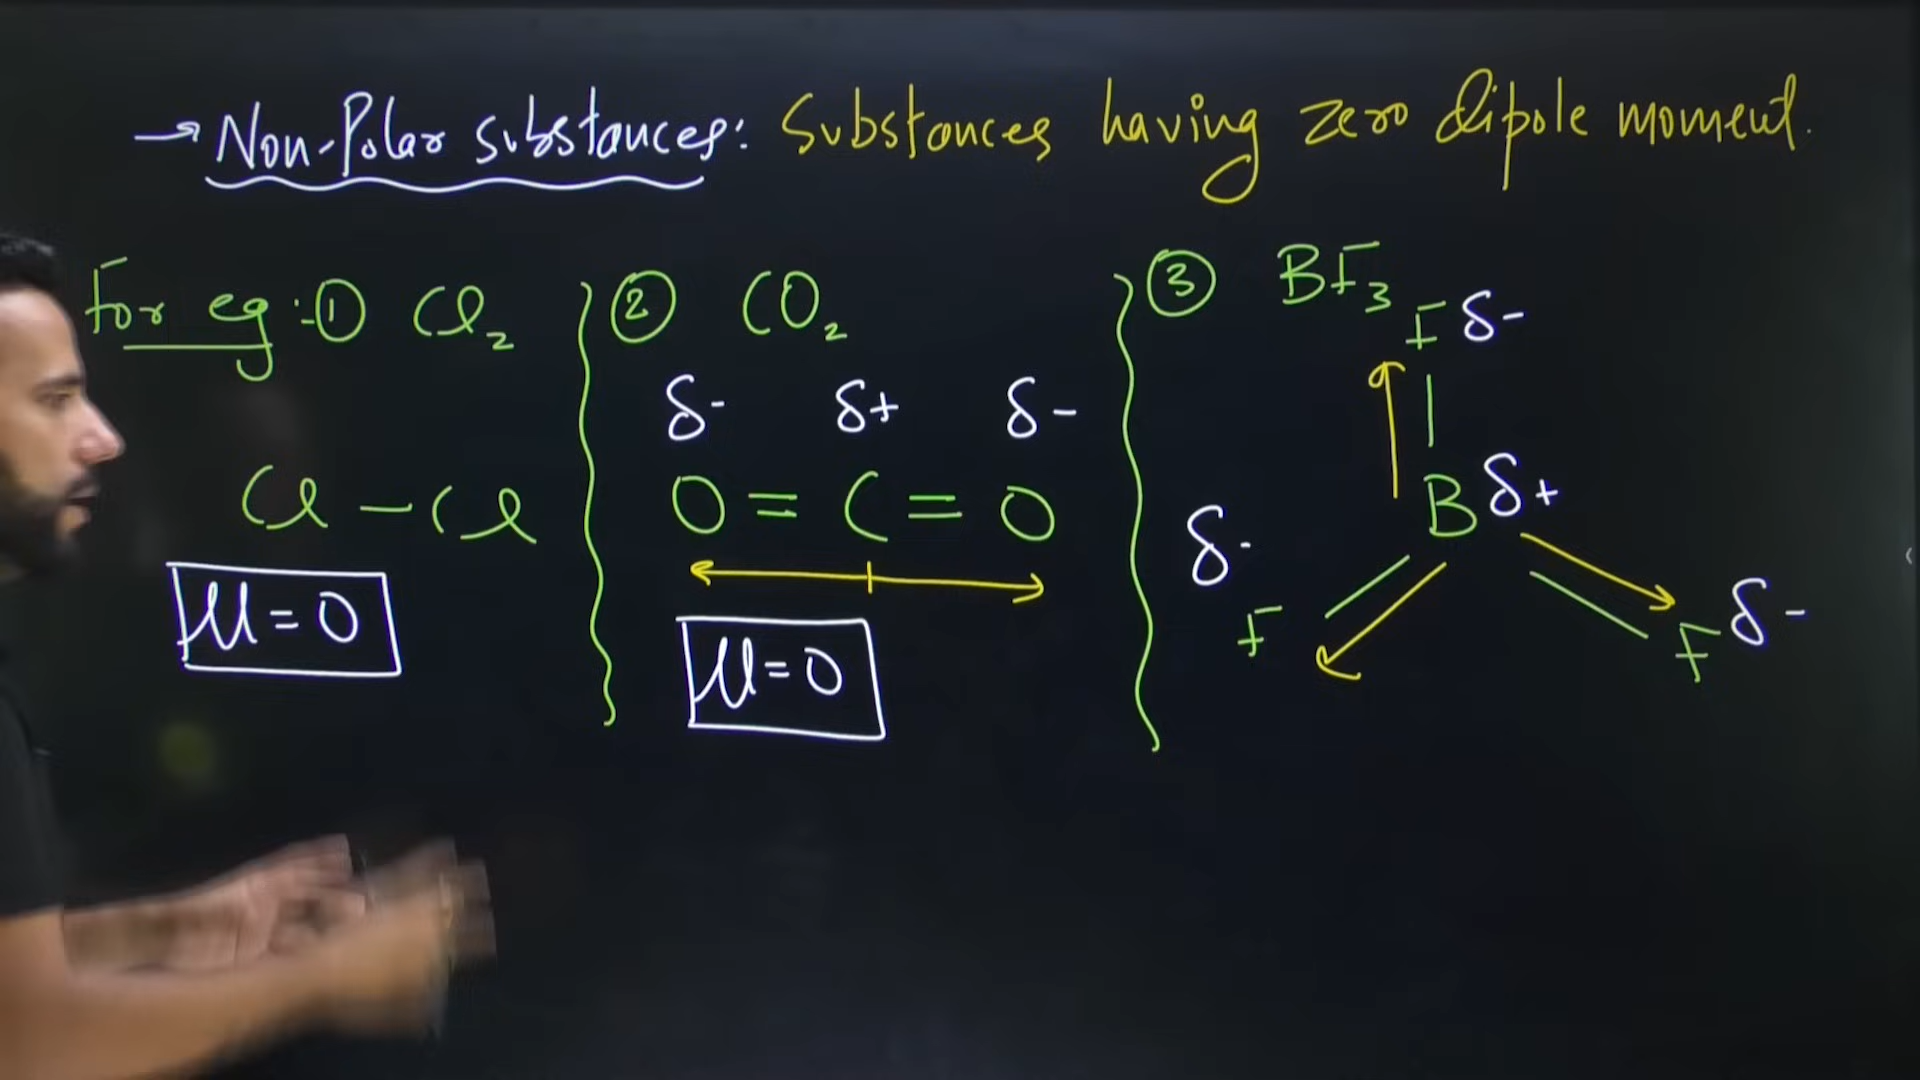 → Non-Polar substances: Substances having zero dipole moment.
For eg :- ① Cl₂
Cl - Cl
μ = 0
② CO₂
δ- δ+ δ-
O = C = O
μ = 0
③ BF₃
F δ-
B δ+
δ-
F
F δ-